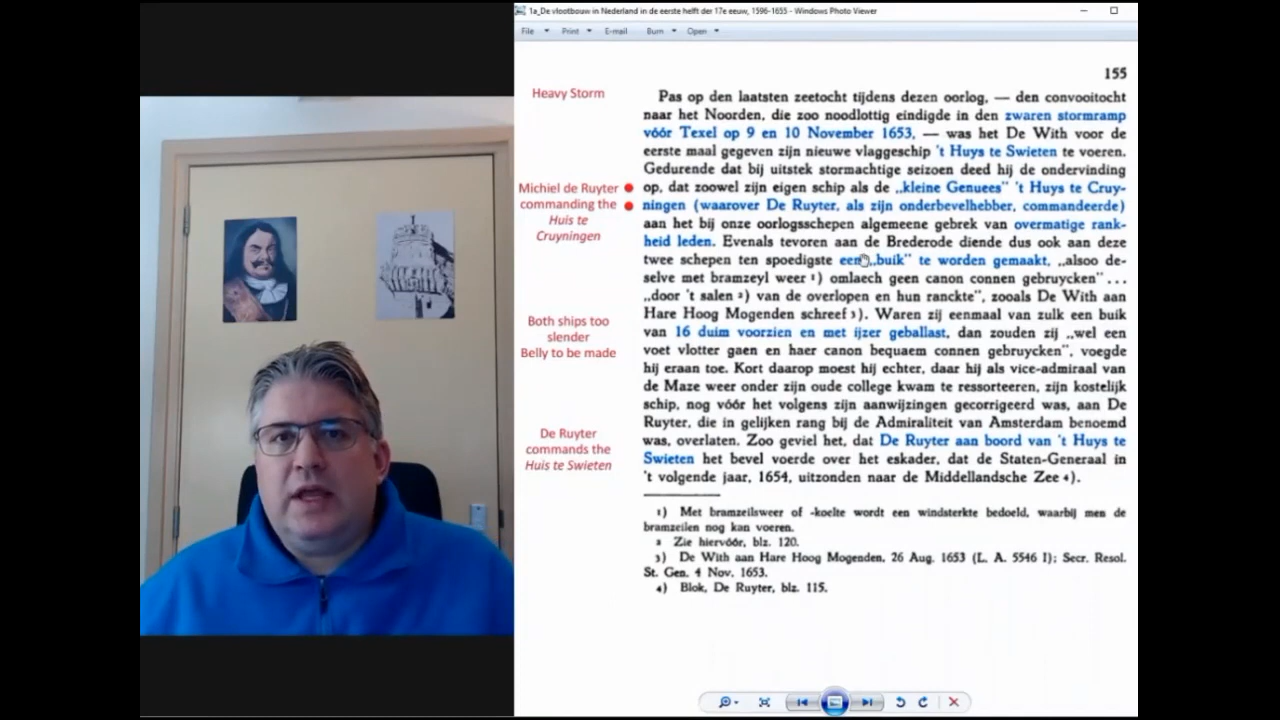 1a_De vlootbouw in Nederland in de eerste helft der 17e eeuw, 1596-1655 - Windows Photo Viewer
File Print E-mail Burn Open
155
Heavy Storm
Michiel de Ruyter
commanding the
Huis te
Cruyningen
Both ships too
slender
Belly to be made
De Ruyter
commands the
Huis te Swieten
Pas op den laatsten zeetocht tijdens dezen oorlog, — den convooitocht
naar het Noorden, die zoo noodlottig eindigde in den zwaren stormramp
vóór Texel op 9 en 10 November 1653, — was het De With voor de
eerste maal gegeven zijn nieuwe vlaggeschip 't Huys te Swieten te voeren.
Gedurende dat bij uitstek stormachtige seizoen deed hij de ondervinding
op, dat zoowel zijn eigen schip als de „kleine Genuees" 't Huys te Cruy-
ningen (waarover De Ruyter, als zijn onderbevelhebber, commandeerde)
aan het bij onze oorlogsschepen algemeene gebrek van overmatige rank-
heid leden. Evenals tevoren aan de Brederode diende dus ook aan deze
twee schepen ten spoedigste een „buik" te worden gemaakt, „alsoo de-
selve met bramzeyl weer 1) omlaech geen canon connen gebruycken"...
„door 't salen 2) van de overlopen en hun ranckte", zooals De With aan
Hare Hoog Mogenden schreef 3). Waren zij eenmaal van zulk een buik
van 16 duim voorzien en met ijzer geballast, dan zouden zij „wel een
voet vlotter gaen en haer canon bequaem connen gebruycken", voegde
hij eraan toe. Kort daarop moest hij echter, daar hij als vice-admiraal van
de Maze weer onder zijn oude college kwam te ressorteeren, zijn kostelijk
schip, nog vóór het volgens zijn aanwijzingen gecorrigeerd was, aan De
Ruyter, die in gelijken rang bij de Admiraliteit van Amsterdam benoemd
was, overlaten. Zoo geviel het, dat De Ruyter aan boord van 't Huys te
Swieten het bevel voerde over het eskader, dat de Staten-Generaal in
't volgende jaar, 1654, uitzonden naar de Middellandsche Zee 4).
1) Met bramzeilsweer of -koelte wordt een windsterkte bedoeld, waarbij men de
bramzeilen nog kan voeren.
2 Zie hiervóór, blz. 120.
3) De With aan Hare Hoog Mogenden, 26 Aug. 1653 (L. A. 5546 I); Secr. Resol.
St. Gen. 4 Nov. 1653.
4) Blok, De Ruyter, blz. 115.